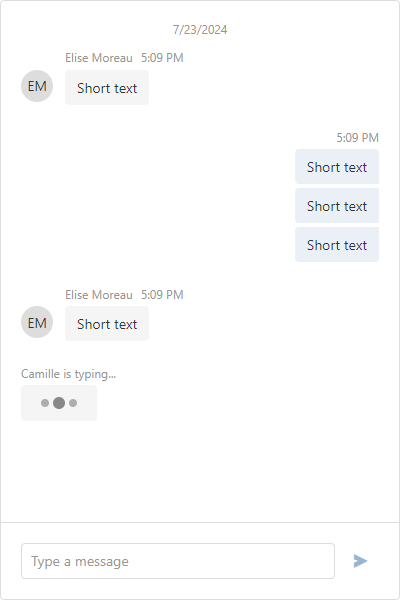 7/23/2024
Elise Moreau 5:09 PM
EM
Short text
5:09 PM
Short text
Short text
Short text
Elise Moreau 5:09 PM
EM
Short text
Camille is typing...
Type a message